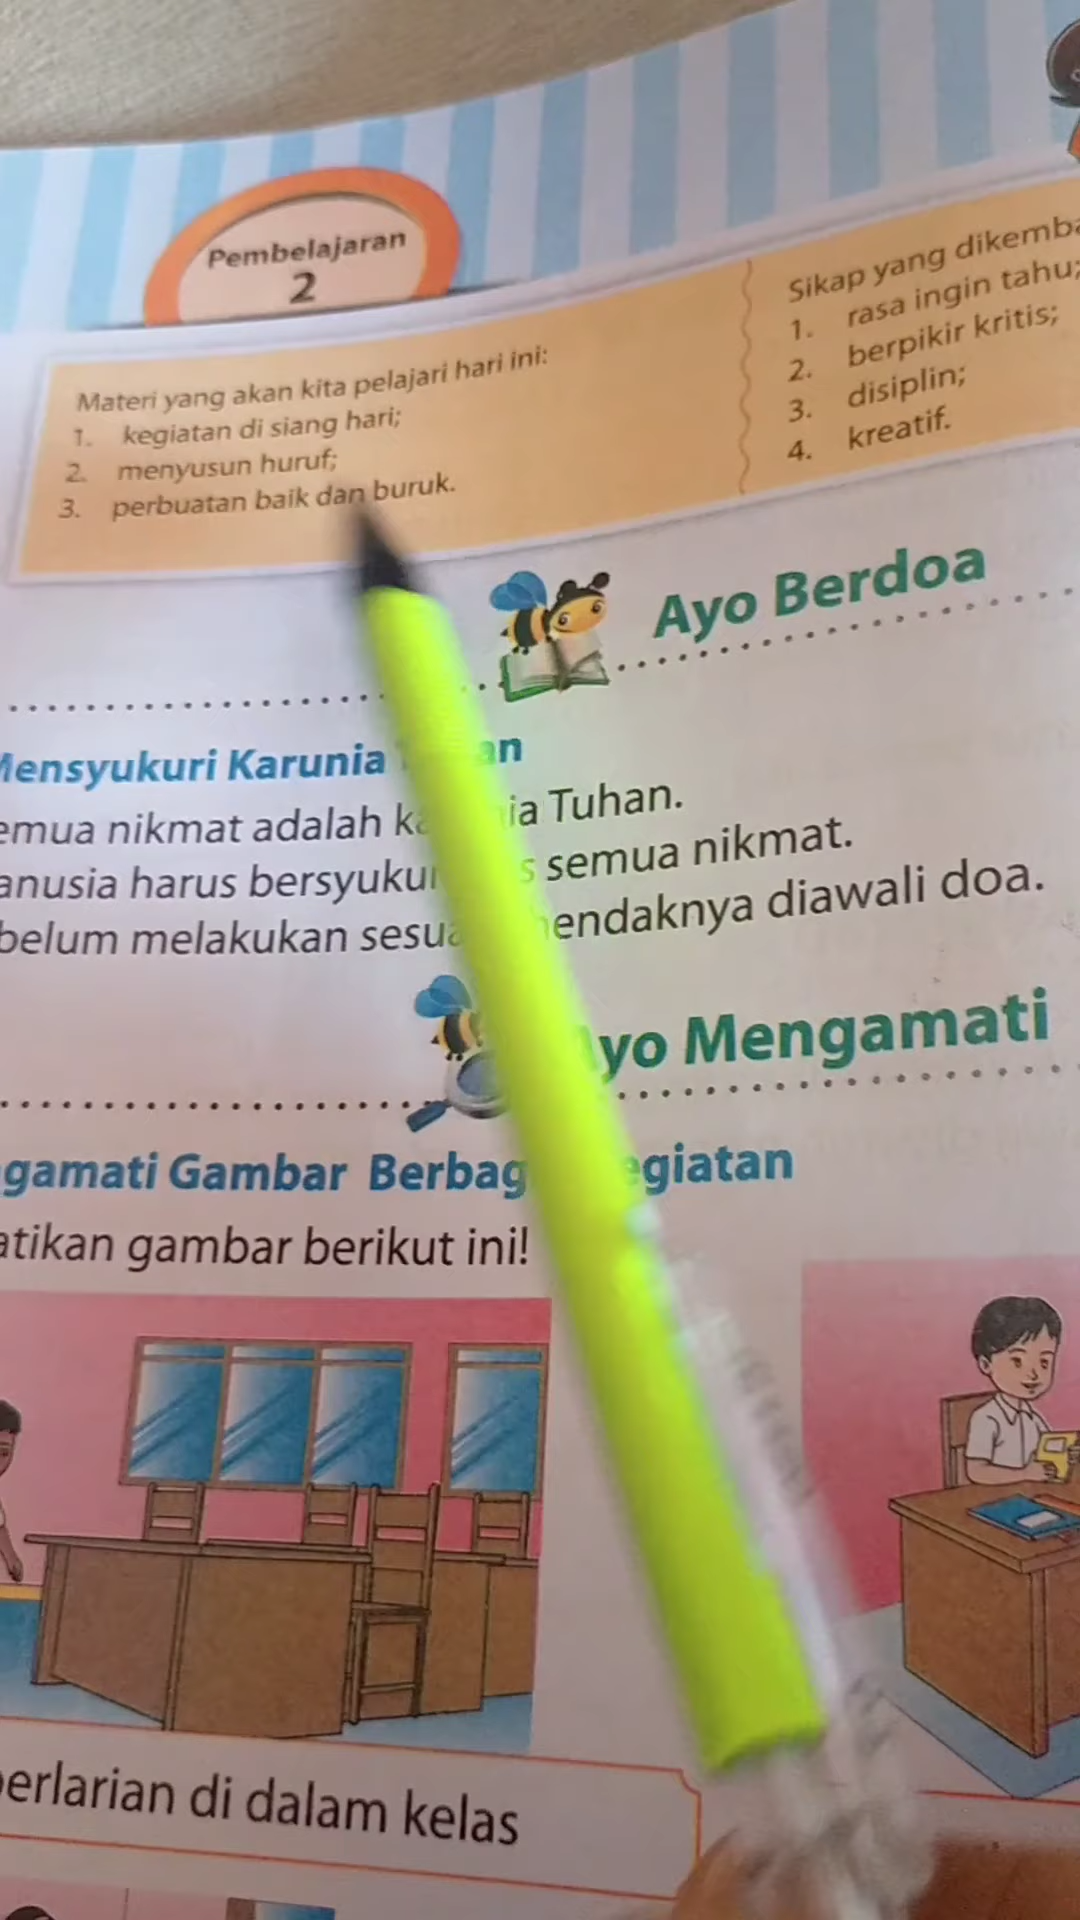 Pembelajaran
2
Materi yang akan kita pelajari hari ini:
1. kegiatan di siang hari;
2. menyusun huruf;
3. perbuatan baik dan buruk.
Sikap yang dikemba
1. rasa ingin tahu;
2. berpikir kritis;
3. disiplin;
4. kreatif.
Ayo Berdoa
Mensyukuri Karunia an
emua nikmat adalah ka ia Tuhan.
anusia harus bersyukur s semua nikmat.
belum melakukan sesua hendaknya diawali doa.
yo Mengamati
gamati Gambar Berbag egiatan
atikan gambar berikut ini!
berlarian di dalam kelas